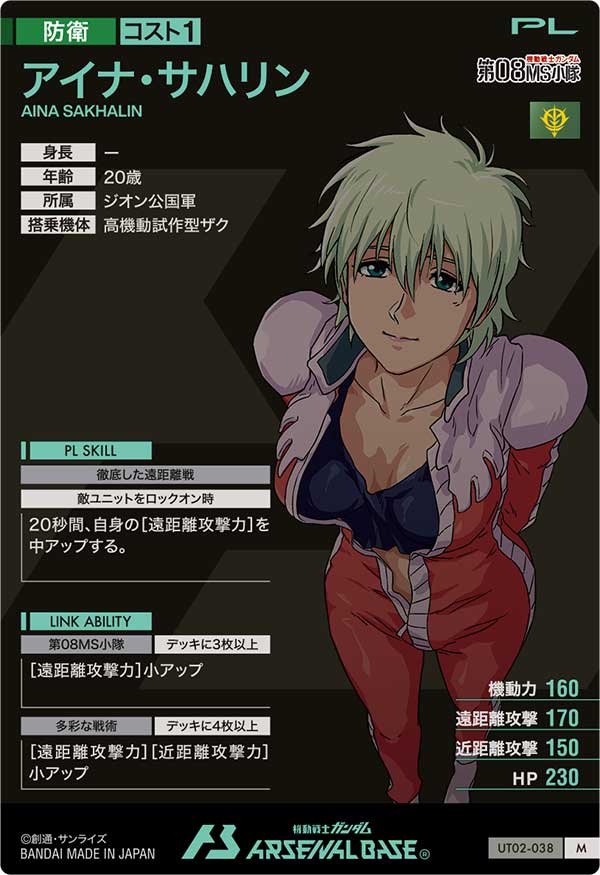 防衛 コスト1
PL
アイナ・サハリン
AINA SAKHALIN
機動戦士ガンダム
第08MS小隊
身長 ー
年齢 20歳
所属 ジオン公国軍
搭乗機体 高機動試作型ザク
PL SKILL
徹底した遠距離戦
敵ユニットをロックオン時
20秒間、自身の[遠距離攻撃力]を
中アップする。
LINK ABILITY
第08MS小隊 デッキに3枚以上
[遠距離攻撃力]小アップ
多彩な戦術 デッキに4枚以上
[遠距離攻撃力][近距離攻撃力]
小アップ
機動力 160
遠距離攻撃 170
近距離攻撃 150
HP 230
©創通・サンライズ
BANDAI MADE IN JAPAN
AB
機動戦士ガンダム
ARSENAL BASE®
UT02-038 M